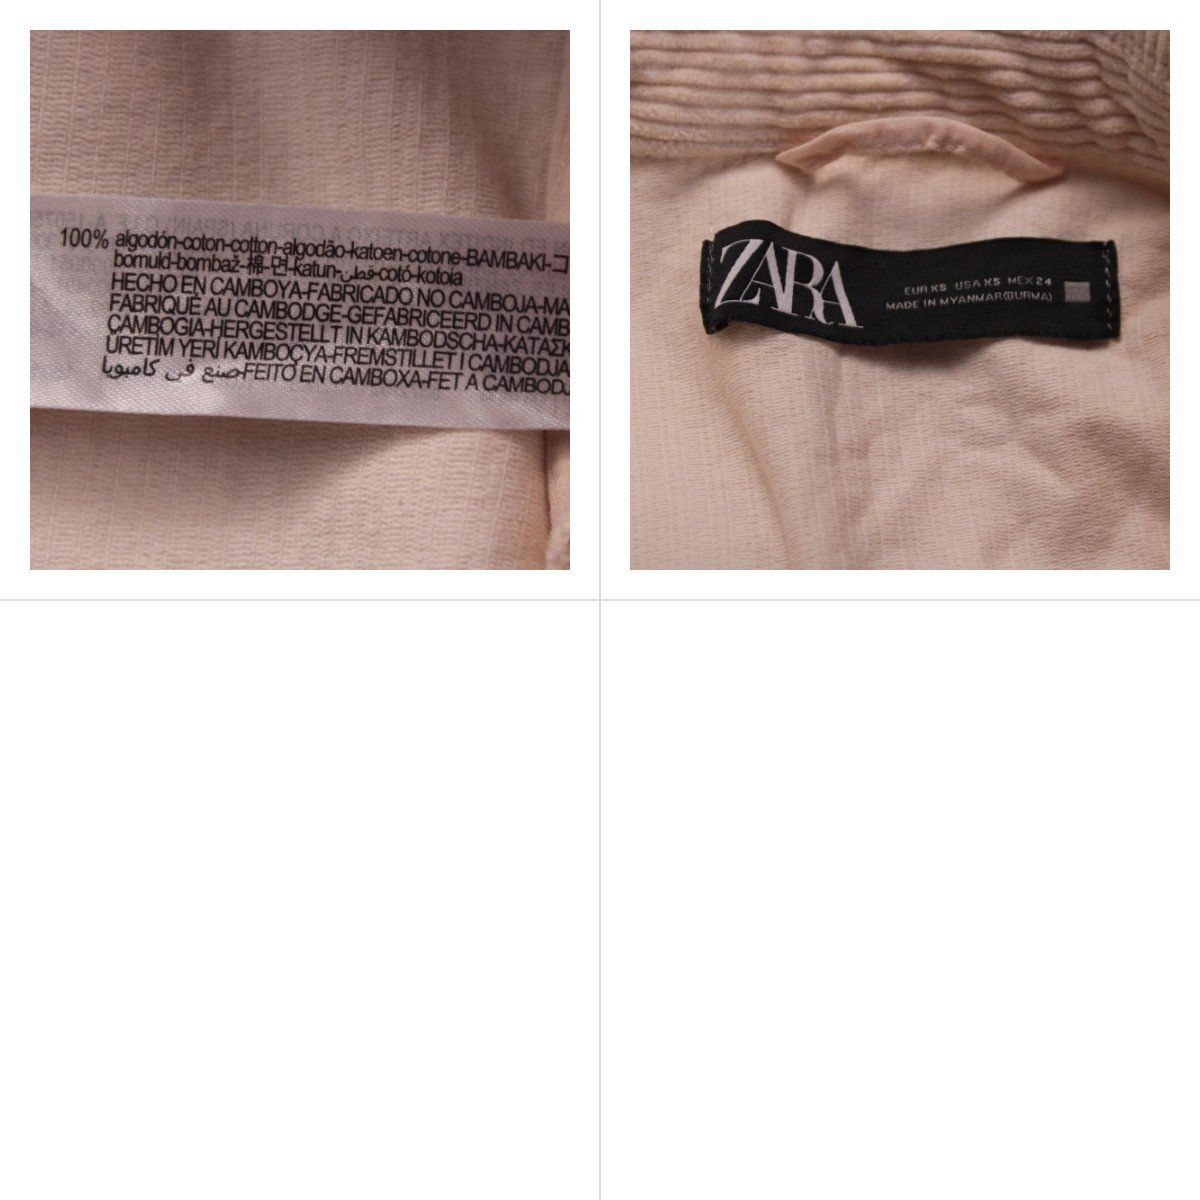 100% algodón-coton-cotton-algodão-katoen-cotone-BAMBAKI-コ
bomuld-bombaž-棉-면-katun-قطن-cotó-kotoia
HECHO EN CAMBOYA-FABRICADO NO CAMBOJA-MA
FABRIQUÉ AU CAMBODGE-GEFABRICEERD IN CAMB
CAMBOGIA-HERGESTELLT IN KAMBODSCHA-ΚΑΤΑΣΚ
ÜRETİM YERİ KAMBOÇYA-FREMSTILLET I CAMBODJA
صنع في كامبوديا-FEITO EN CAMBOXA-FET A CAMBODJ
ZARA
EUR XS USA XS MEX 24
MADE IN MYANMAR(BURMA)